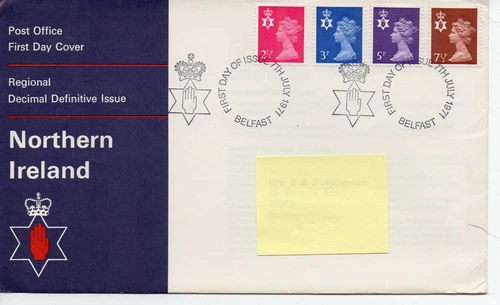 Post Office
First Day Cover
Regional
Decimal Definitive Issue
Northern
Ireland
2½P
3P
5P
7½P
FIRST DAY OF ISSUE 7TH JULY 1971
BELFAST
FIRST DAY OF ISSUE 7TH JULY 1971
BELFAST